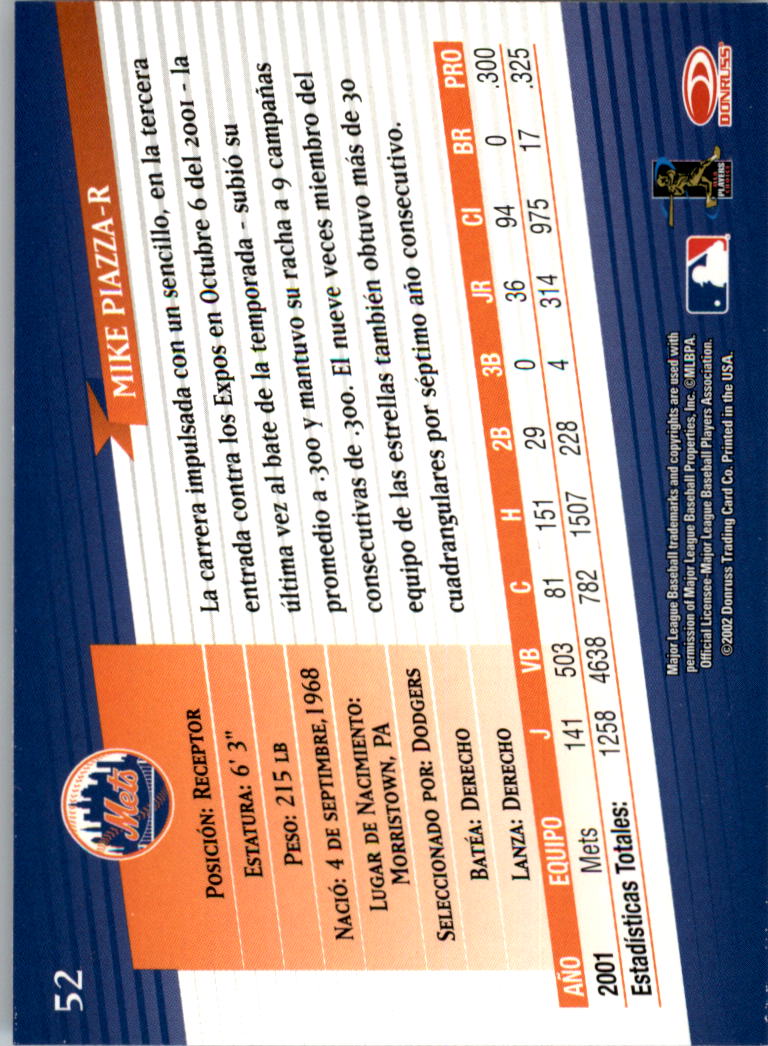 52
Mets
MIKE PIAZZA-R
POSICIÓN: RECEPTOR
ESTATURA: 6' 3"
PESO: 215 LB
NACIÓ: 4 DE SEPTIMBRE, 1968
LUGAR DE NACIMIENTO:
MORRISTOWN, PA
SELECCIONADO POR: DODGERS
BATÉA: DERECHO
LANZA: DERECHO
La carrera impulsada con un sencillo, en la tercera
entrada contra los Expos en Octubre 6 del 2001 - la
última vez al bate de la temporada - subió su
promedio a .300 y mantuvo su racha a 9 campañas
consecutivas de .300. El nueve veces miembro del
equipo de las estrellas también obtuvo más de 30
cuadrangulares por séptimo año consecutivo.
AÑO EQUIPO J VB C H 2B 3B JR CI BR PRO
2001 Mets 141 503 81 151 29 0 36 94 0 .300
Estadísticas Totales: 1258 4638 782 1507 228 4 314 975 17 .325
Major League Baseball trademarks and copyrights are used with
permission of Major League Baseball Properties, Inc. ©MLBPA.
Official Licensee-Major League Baseball Players Association.
©2002 Donruss Trading Card Co. Printed in the USA.
PLAYERS
CHOICE
DONRUSS